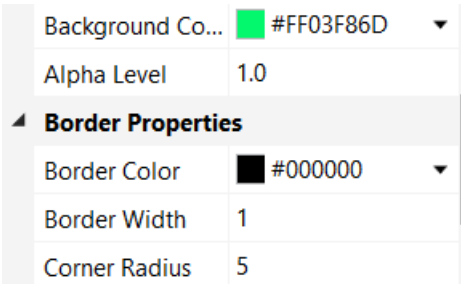 Background Co... #FF03F86D
Alpha Level 1.0
Border Properties
Border Color #000000
Border Width 1
Corner Radius 5